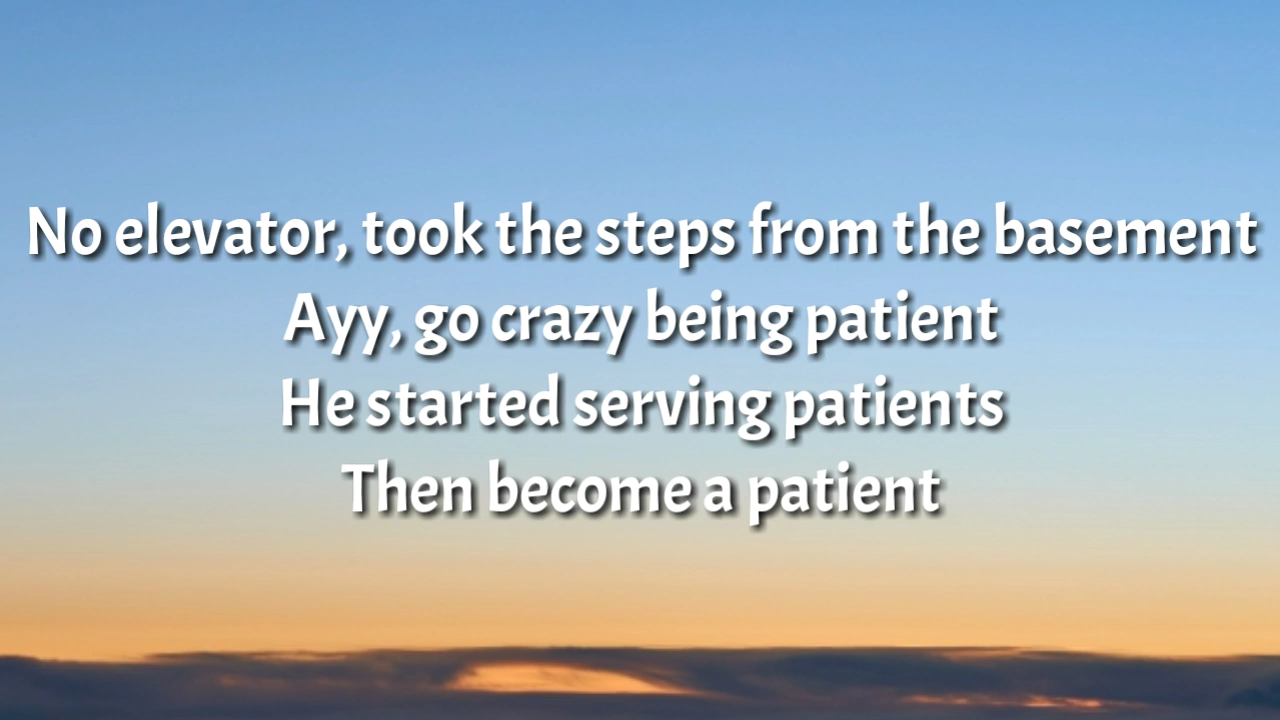 No elevator, took the steps from the basement
Ayy, go crazy being patient
He started serving patients
Then become a patient